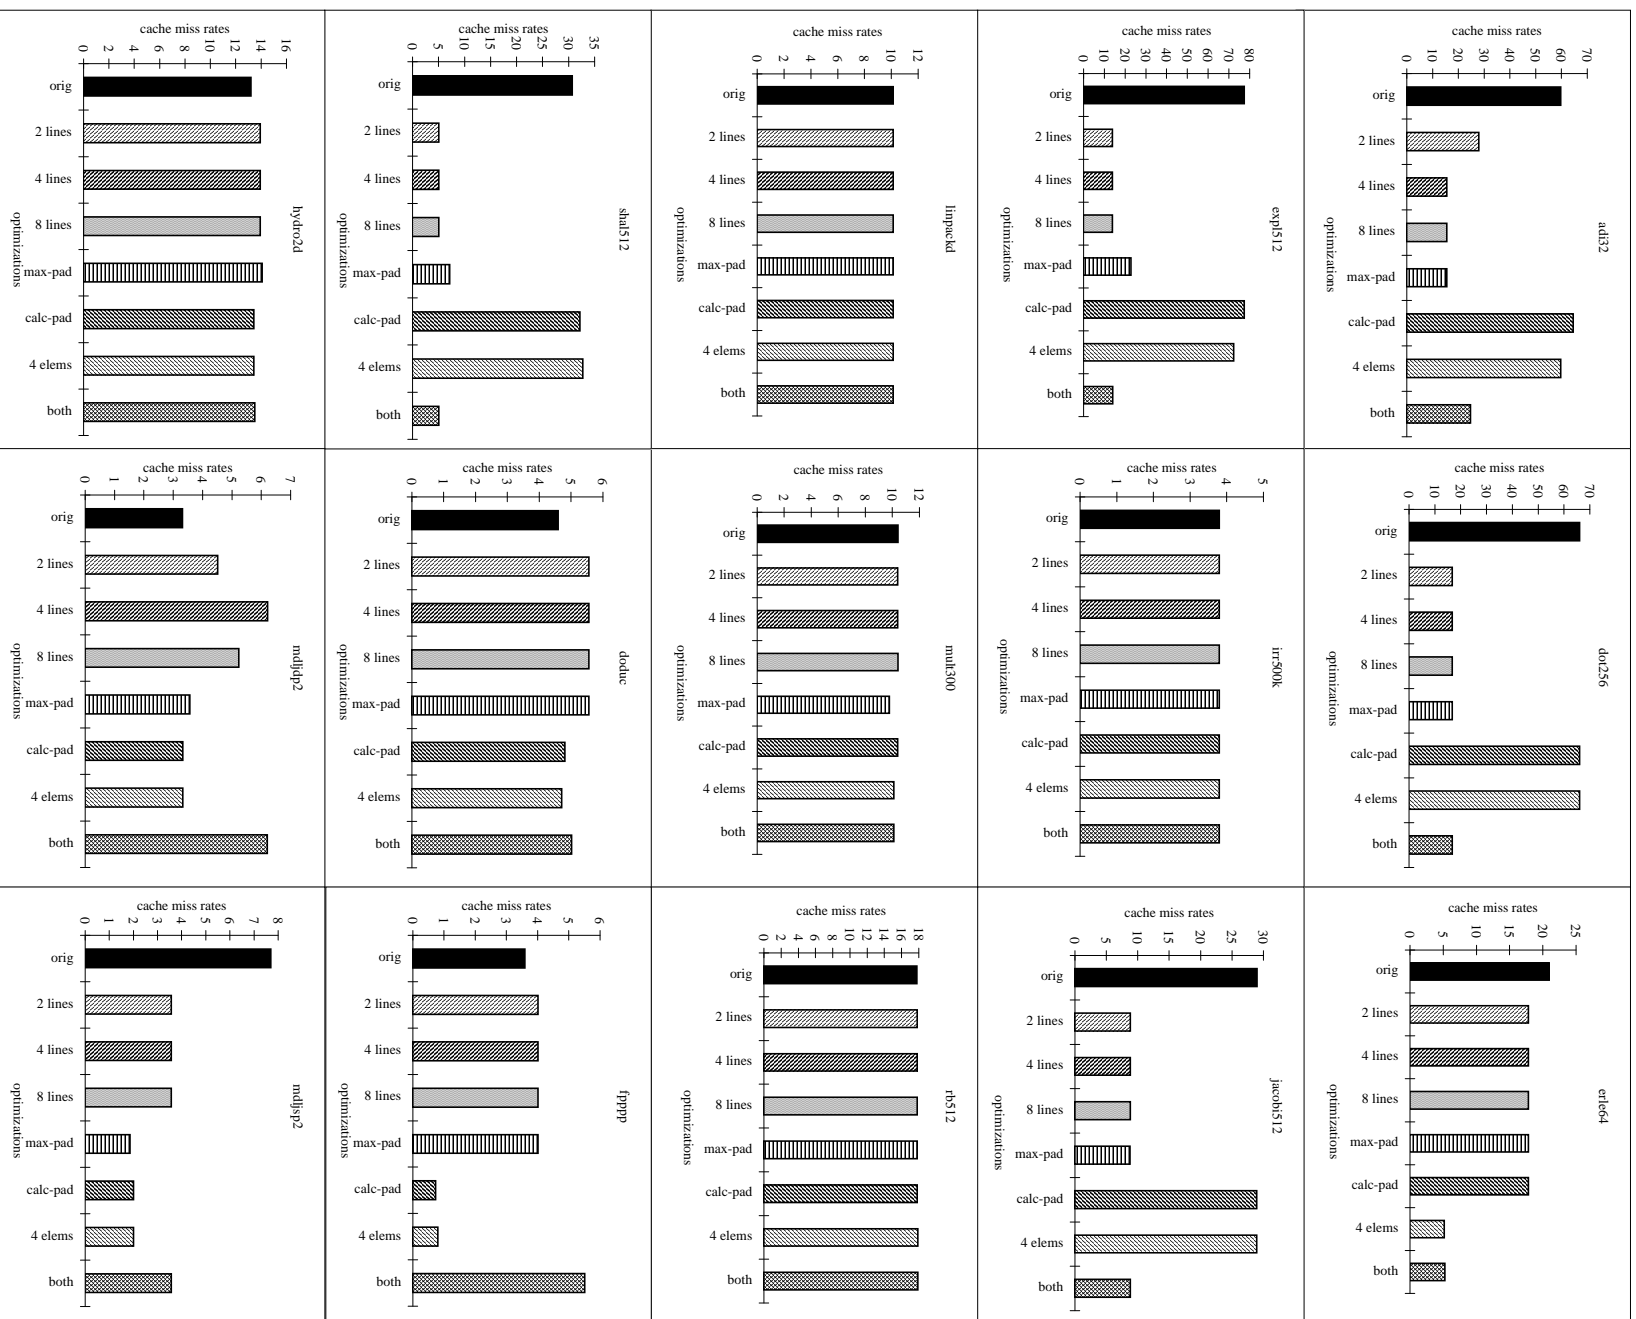 cache miss rates
0 2 4 6 8 10 12 14 16
orig
2 lines
4 lines
8 lines
max-pad
calc-pad
4 elems
both
optimizations
hydro2d
cache miss rates
0 5 10 15 20 25 30 35
orig
2 lines
4 lines
8 lines
max-pad
calc-pad
4 elems
both
optimizations
shal512
cache miss rates
0 2 4 6 8 10 12
orig
2 lines
4 lines
8 lines
max-pad
calc-pad
4 elems
both
optimizations
linpackd
cache miss rates
0 10 20 30 40 50 60 70 80
orig
2 lines
4 lines
8 lines
max-pad
calc-pad
4 elems
both
optimizations
expl512
cache miss rates
0 10 20 30 40 50 60 70
orig
2 lines
4 lines
8 lines
max-pad
calc-pad
4 elems
both
optimizations
adi32
cache miss rates
0 1 2 3 4 5 6 7
orig
2 lines
4 lines
8 lines
max-pad
calc-pad
4 elems
both
optimizations
mdljdp2
cache miss rates
0 1 2 3 4 5 6
orig
2 lines
4 lines
8 lines
max-pad
calc-pad
4 elems
both
optimizations
doduc
cache miss rates
0 2 4 6 8 10 12
orig
2 lines
4 lines
8 lines
max-pad
calc-pad
4 elems
both
optimizations
mult300
cache miss rates
0 1 2 3 4 5
orig
2 lines
4 lines
8 lines
max-pad
calc-pad
4 elems
both
optimizations
irr500k
cache miss rates
0 10 20 30 40 50 60 70
orig
2 lines
4 lines
8 lines
max-pad
calc-pad
4 elems
both
optimizations
dot256
cache miss rates
0 1 2 3 4 5 6 7 8
orig
2 lines
4 lines
8 lines
max-pad
calc-pad
4 elems
both
optimizations
mdljsp2
cache miss rates
0 1 2 3 4 5 6
orig
2 lines
4 lines
8 lines
max-pad
calc-pad
4 elems
both
optimizations
fpppp
cache miss rates
0 2 4 6 8 10 12 14 16 18
orig
2 lines
4 lines
8 lines
max-pad
calc-pad
4 elems
both
optimizations
rb512
cache miss rates
0 5 10 15 20 25 30
orig
2 lines
4 lines
8 lines
max-pad
calc-pad
4 elems
both
optimizations
jacobi512
cache miss rates
0 5 10 15 20 25
orig
2 lines
4 lines
8 lines
max-pad
calc-pad
4 elems
both
optimizations
erle64